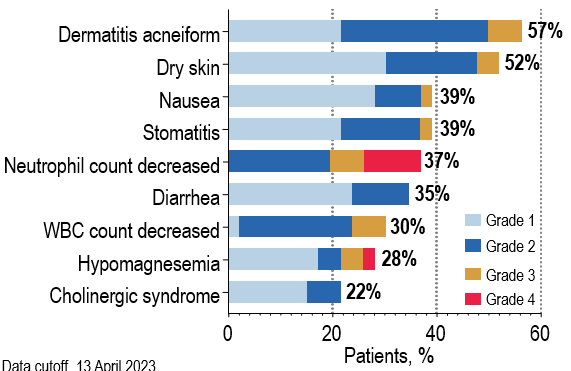 Dermatitis acneiform 57%
Dry skin 52%
Nausea 39%
Stomatitis 39%
Neutrophil count decreased 37%
Diarrhea 35%
WBC count decreased 30%
Hypomagnesemia 28%
Cholinergic syndrome 22%
Grade 1
Grade 2
Grade 3
Grade 4
0 20 40 60
Patients, %
Data cutoff, 13 April 2023